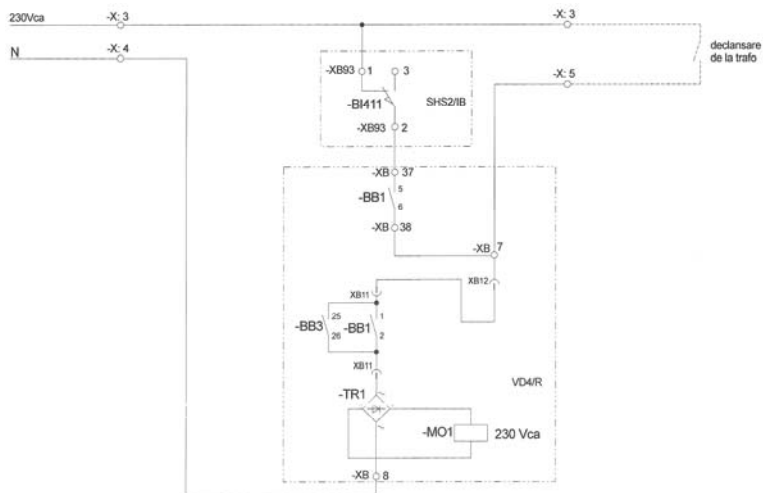 230Vca
-X: 3
-X: 3
N
-X: 4
declansare
de la trafo
-XB93 1 3
-X: 5
-BI411
SHS2/IB
-XB93 2
-XB 37
-BB1
5
6
-XB 38
-XB 7
XB12
XB11
-BB3 25
26
-BB1 1
2
XB11
VD4/R
-TR1
-MO1
230 Vca
-XB 8